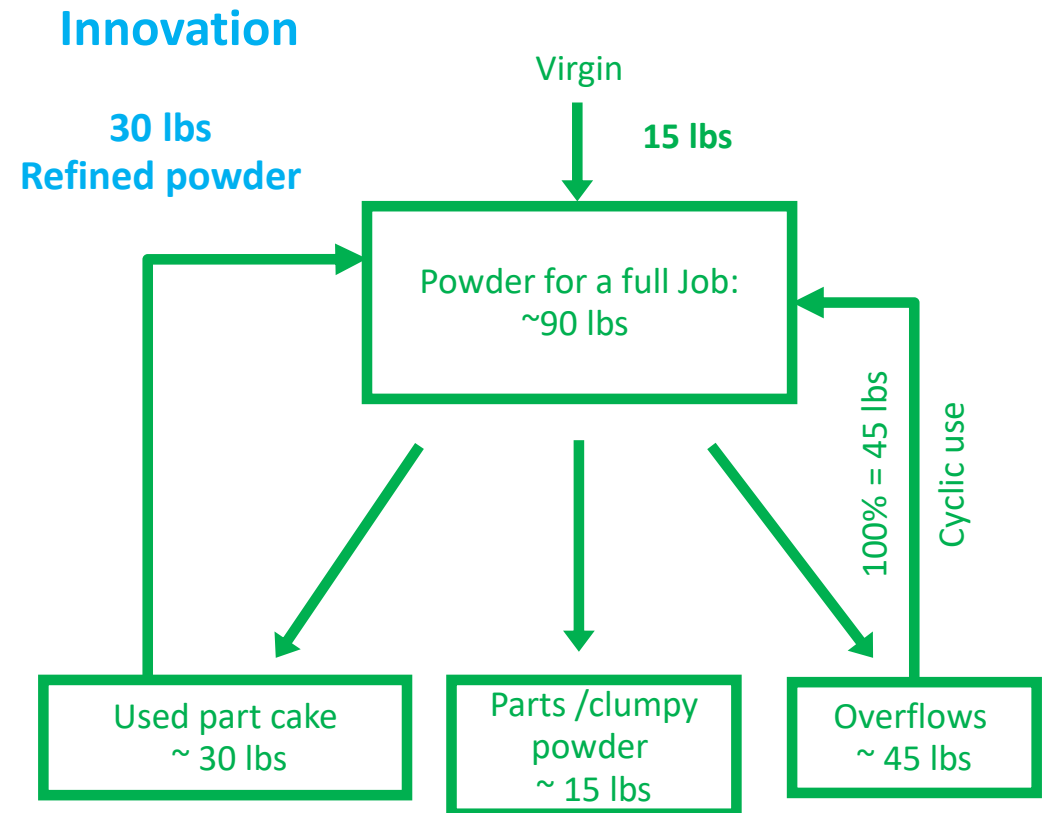 Innovation
Virgin
30 lbs
Refined powder
15 lbs
Powder for a full Job:
~90 lbs
100% = 45 lbs
Cyclic use
Used part cake
~ 30 lbs
Parts /clumpy
powder
~ 15 lbs
Overflows
~ 45 lbs